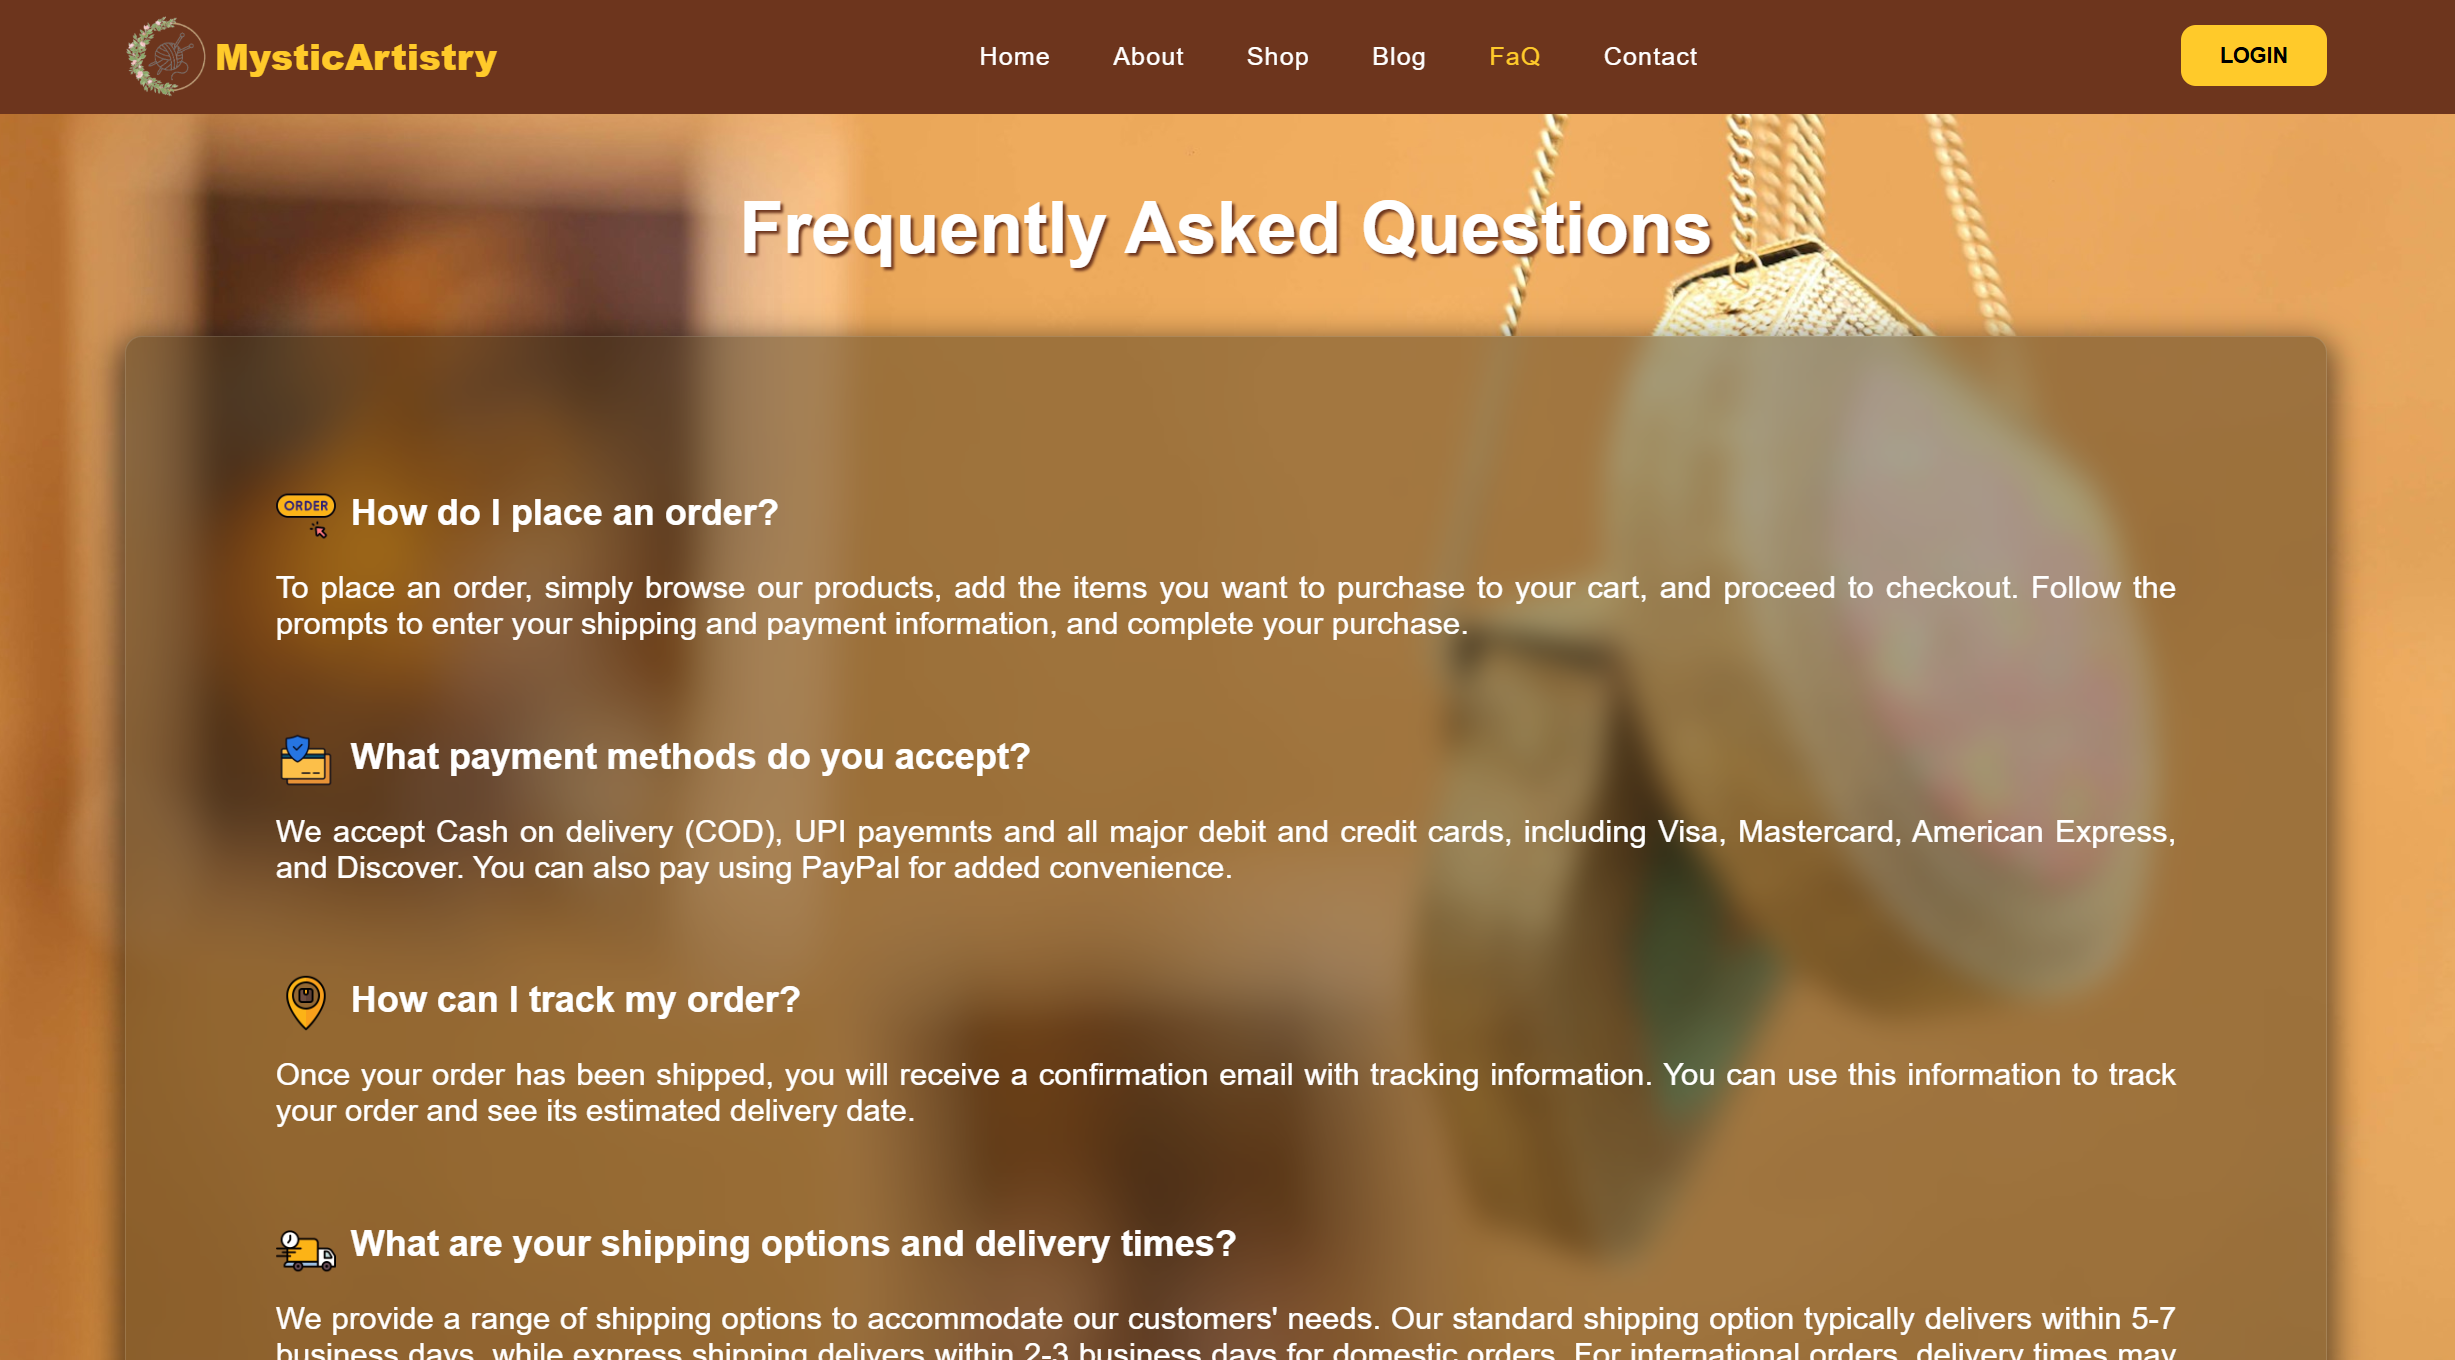 MysticArtistry
Home About Shop Blog FaQ Contact
LOGIN
Frequently Asked Questions
ORDER
How do I place an order?
To place an order, simply browse our products, add the items you want to purchase to your cart, and proceed to checkout. Follow the
prompts to enter your shipping and payment information, and complete your purchase.
What payment methods do you accept?
We accept Cash on delivery (COD), UPI payemnts and all major debit and credit cards, including Visa, Mastercard, American Express,
and Discover. You can also pay using PayPal for added convenience.
How can I track my order?
Once your order has been shipped, you will receive a confirmation email with tracking information. You can use this information to track
your order and see its estimated delivery date.
What are your shipping options and delivery times?
We provide a range of shipping options to accommodate our customers' needs. Our standard shipping option typically delivers within 5-7
business days, while express shipping delivers within 2-3 business days for domestic orders. For international orders, delivery times may